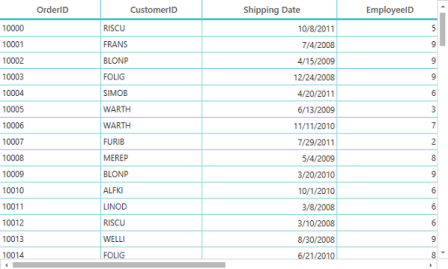 OrderID CustomerID Shipping Date EmployeeID
10000 RISCU 10/8/2011 5
10001 FRANS 7/4/2008 9
10002 BLONP 4/15/2009 9
10003 FOLIG 12/24/2008 9
10004 SIMOB 4/20/2011 6
10005 WARTH 6/13/2009 3
10006 WARTH 11/11/2010 7
10007 FURIB 7/29/2011 2
10008 MEREP 5/4/2009 8
10009 BLONP 3/20/2010 9
10010 ALFKI 10/1/2010 6
10011 LINOD 3/8/2008 6
10012 RISCU 3/10/2008 6
10013 WELLI 8/30/2008 9
10014 FOLIG 6/21/2010 8